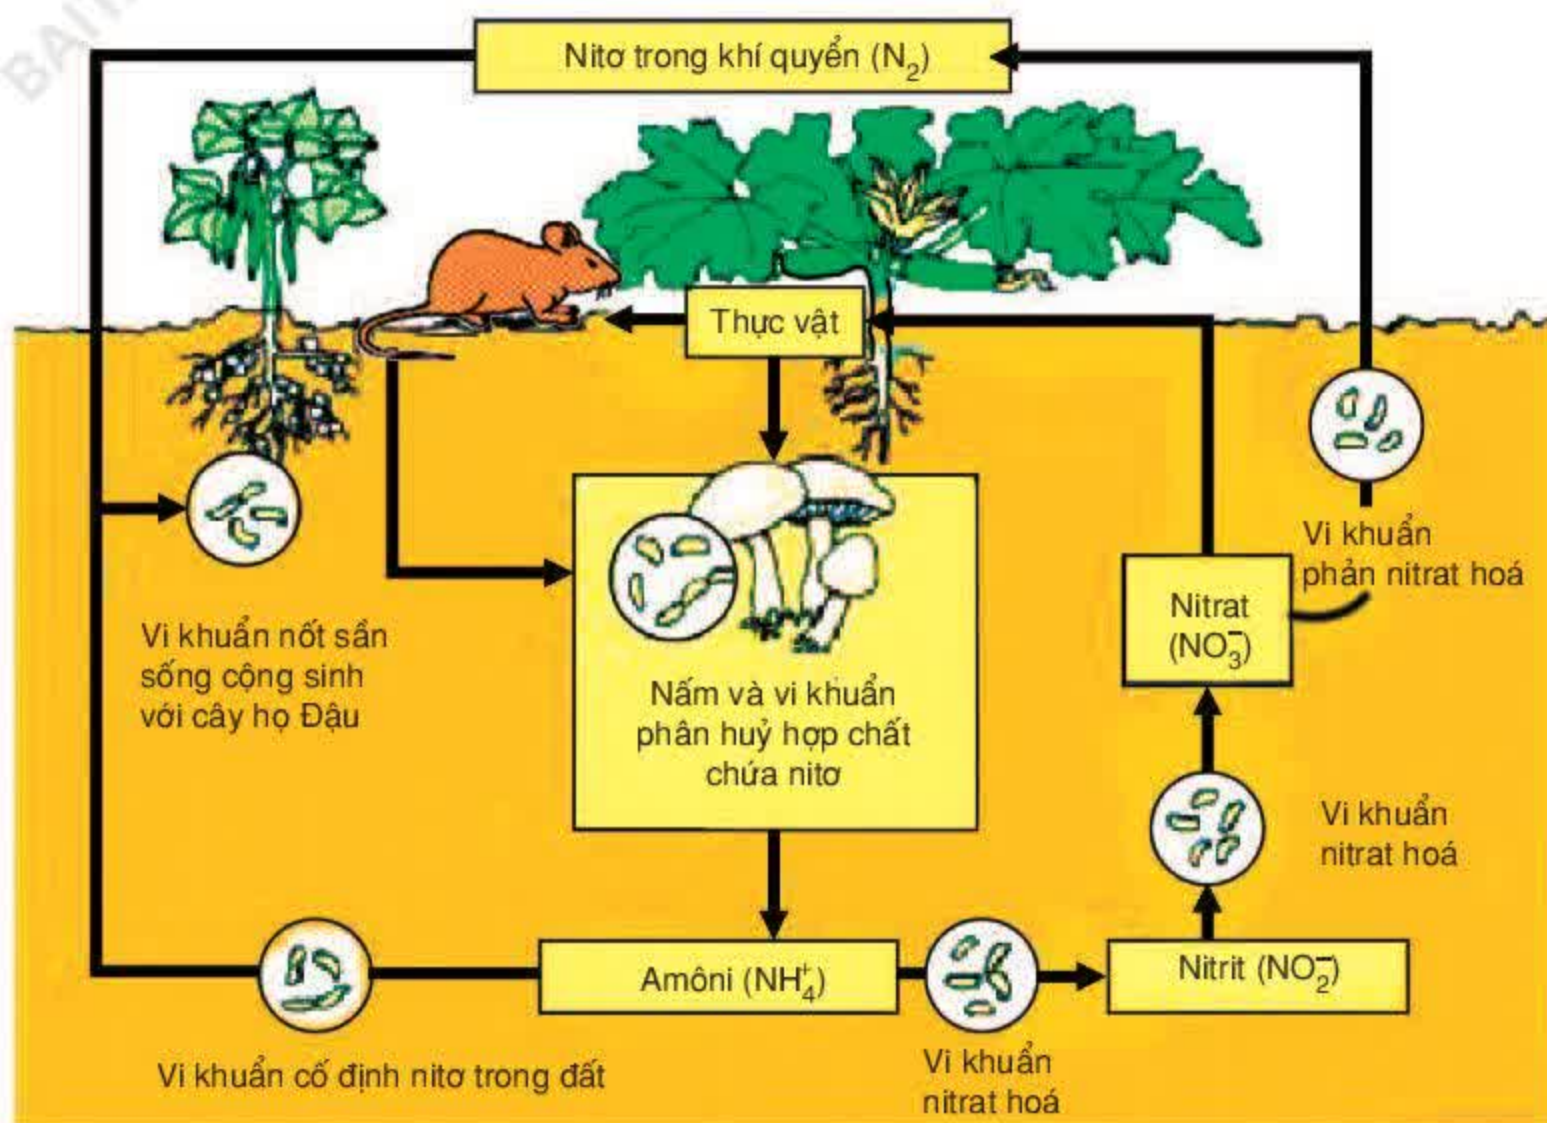 BAI
Nitơ trong khí quyển (N₂)
Thực vật
Vi khuẩn
phản nitrat hoá
Nitrat
(NO₃⁻)
Vi khuẩn nốt sần
sống cộng sinh
với cây họ Đậu
Nấm và vi khuẩn
phân huỷ hợp chất
chứa nitơ
Vi khuẩn
nitrat hoá
Amôni (NH₄⁺)
Nitrit (NO₂⁻)
Vi khuẩn cố định nitơ trong đất
Vi khuẩn
nitrat hoá